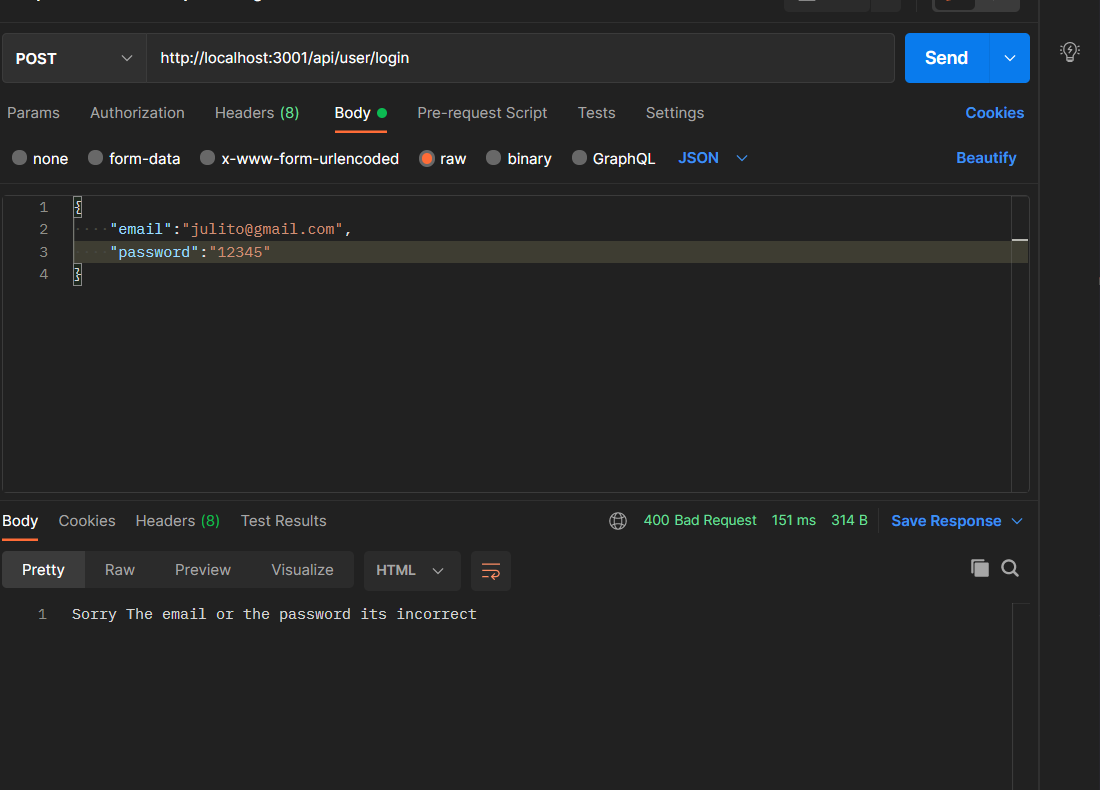 POST http://localhost:3001/api/user/login Send
Params Authorization Headers (8) Body Pre-request Script Tests Settings Cookies
none form-data x-www-form-urlencoded raw binary GraphQL JSON Beautify
1 {
2 ····"email":"julito@gmail.com",
3 ····"password":"12345"
4 }
Body Cookies Headers (8) Test Results 400 Bad Request 151 ms 314 B Save Response
Pretty Raw Preview Visualize HTML
1 Sorry The email or the password its incorrect